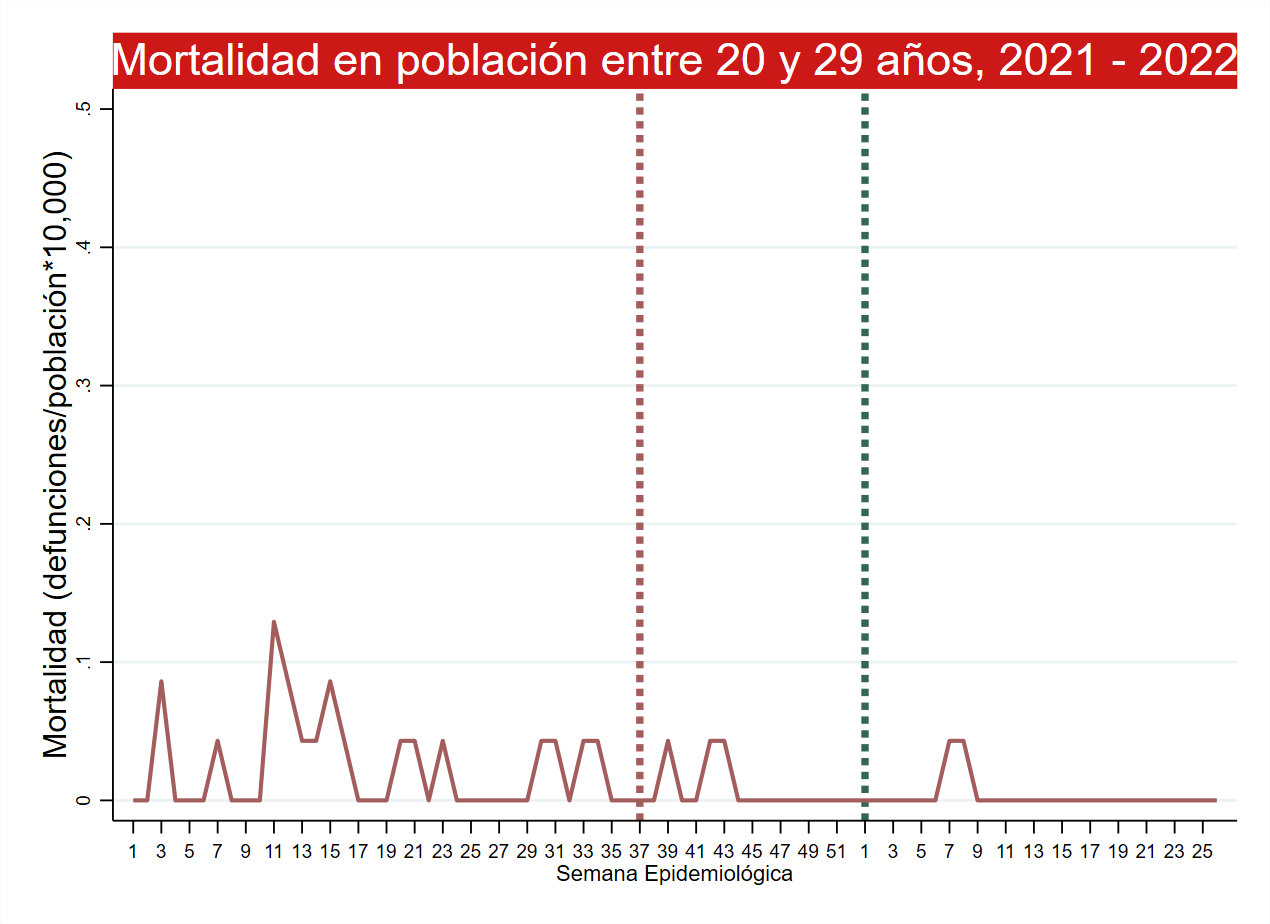 Mortalidad en población entre 20 y 29 años, 2021 - 2022
Mortalidad (defunciones/población*10,000)
.5
.4
.3
.2
.1
0
1 3 5 7 9 11 13 15 17 19 21 23 25 27 29 31 33 35 37 39 41 43 45 47 49 51 1 3 5 7 9 11 13 15 17 19 21 23 25
Semana Epidemiológica